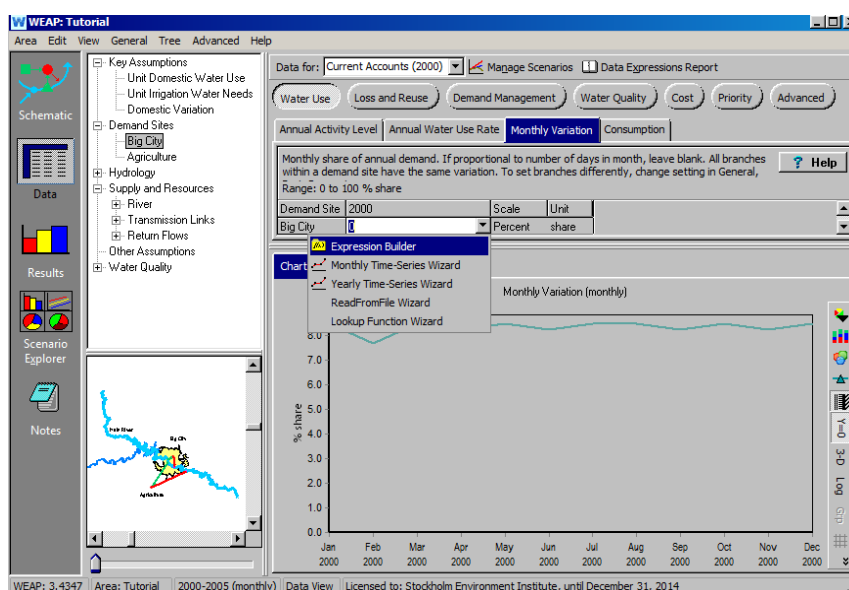 WEAP: Tutorial
Area Edit View General Tree Advanced Help
Schematic
Data
Results
Scenario
Explorer
Notes
Key Assumptions
Unit Domestic Water Use
Unit Irrigation Water Needs
Domestic Variation
Demand Sites
Big City
Agriculture
Hydrology
Supply and Resources
River
Transmission Links
Return Flows
Other Assumptions
Water Quality
Main River
Big City
Agriculture
Data for: Current Accounts (2000) Manage Scenarios Data Expressions Report
Water Use Loss and Reuse Demand Management Water Quality Cost Priority Advanced
Annual Activity Level Annual Water Use Rate Monthly Variation Consumption
Monthly share of annual demand. If proportional to number of days in month, leave blank. All branches
within a demand site have the same variation. To set branches differently, change setting in General,
Range: 0 to 100 % share
? Help
Demand Site 2000 Scale Unit
Big City 0 Percent share
Expression Builder
Monthly Time-Series Wizard
Yearly Time-Series Wizard
ReadFromFile Wizard
Lookup Function Wizard
Chart
Monthly Variation (monthly)
% share
8.0
7.0
6.0
5.0
4.0
3.0
2.0
1.0
0.0
Jan Feb Mar Apr May Jun Jul Aug Sep Oct Nov Dec
2000 2000 2000 2000 2000 2000 2000 2000 2000 2000 2000 2000
Y=0
3-D
Log
Grp
WEAP: 3.4347 Area: Tutorial 2000-2005 (monthly) Data View Licensed to: Stockholm Environment Institute, until December 31, 2014